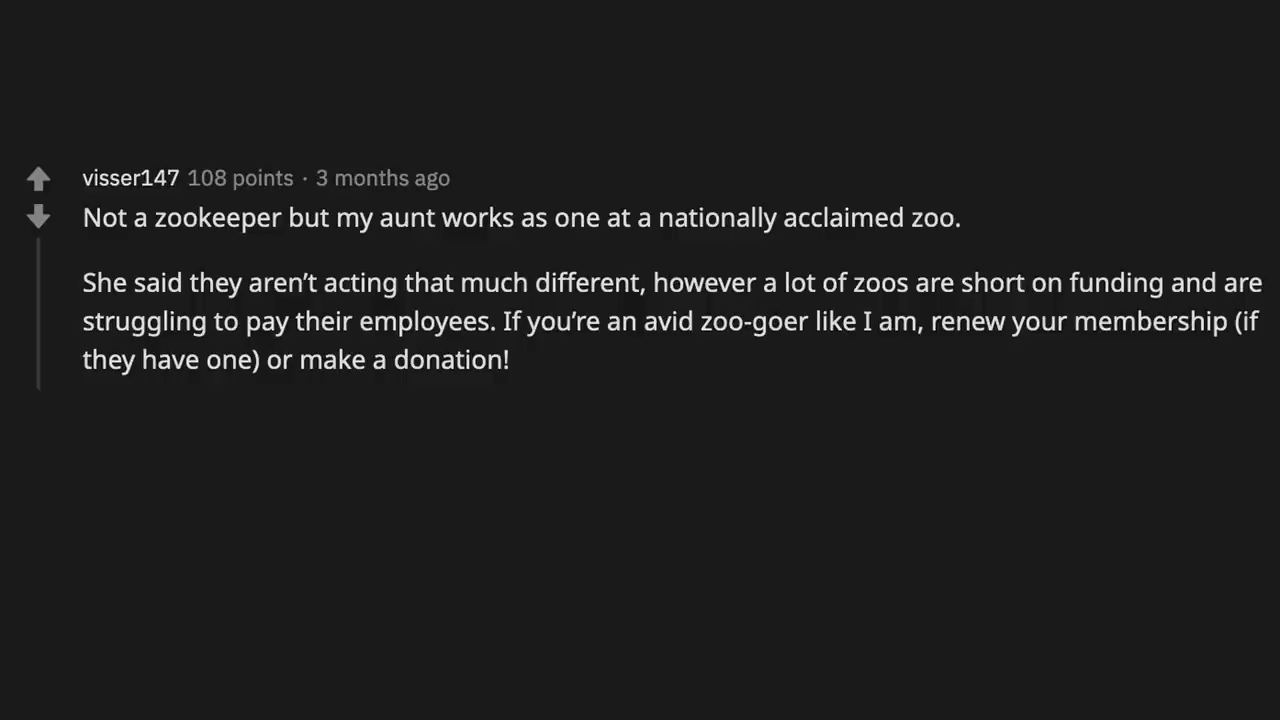 visser147 108 points · 3 months ago
Not a zookeeper but my aunt works as one at a nationally acclaimed zoo.
She said they aren’t acting that much different, however a lot of zoos are short on funding and are
struggling to pay their employees. If you’re an avid zoo-goer like I am, renew your membership (if
they have one) or make a donation!